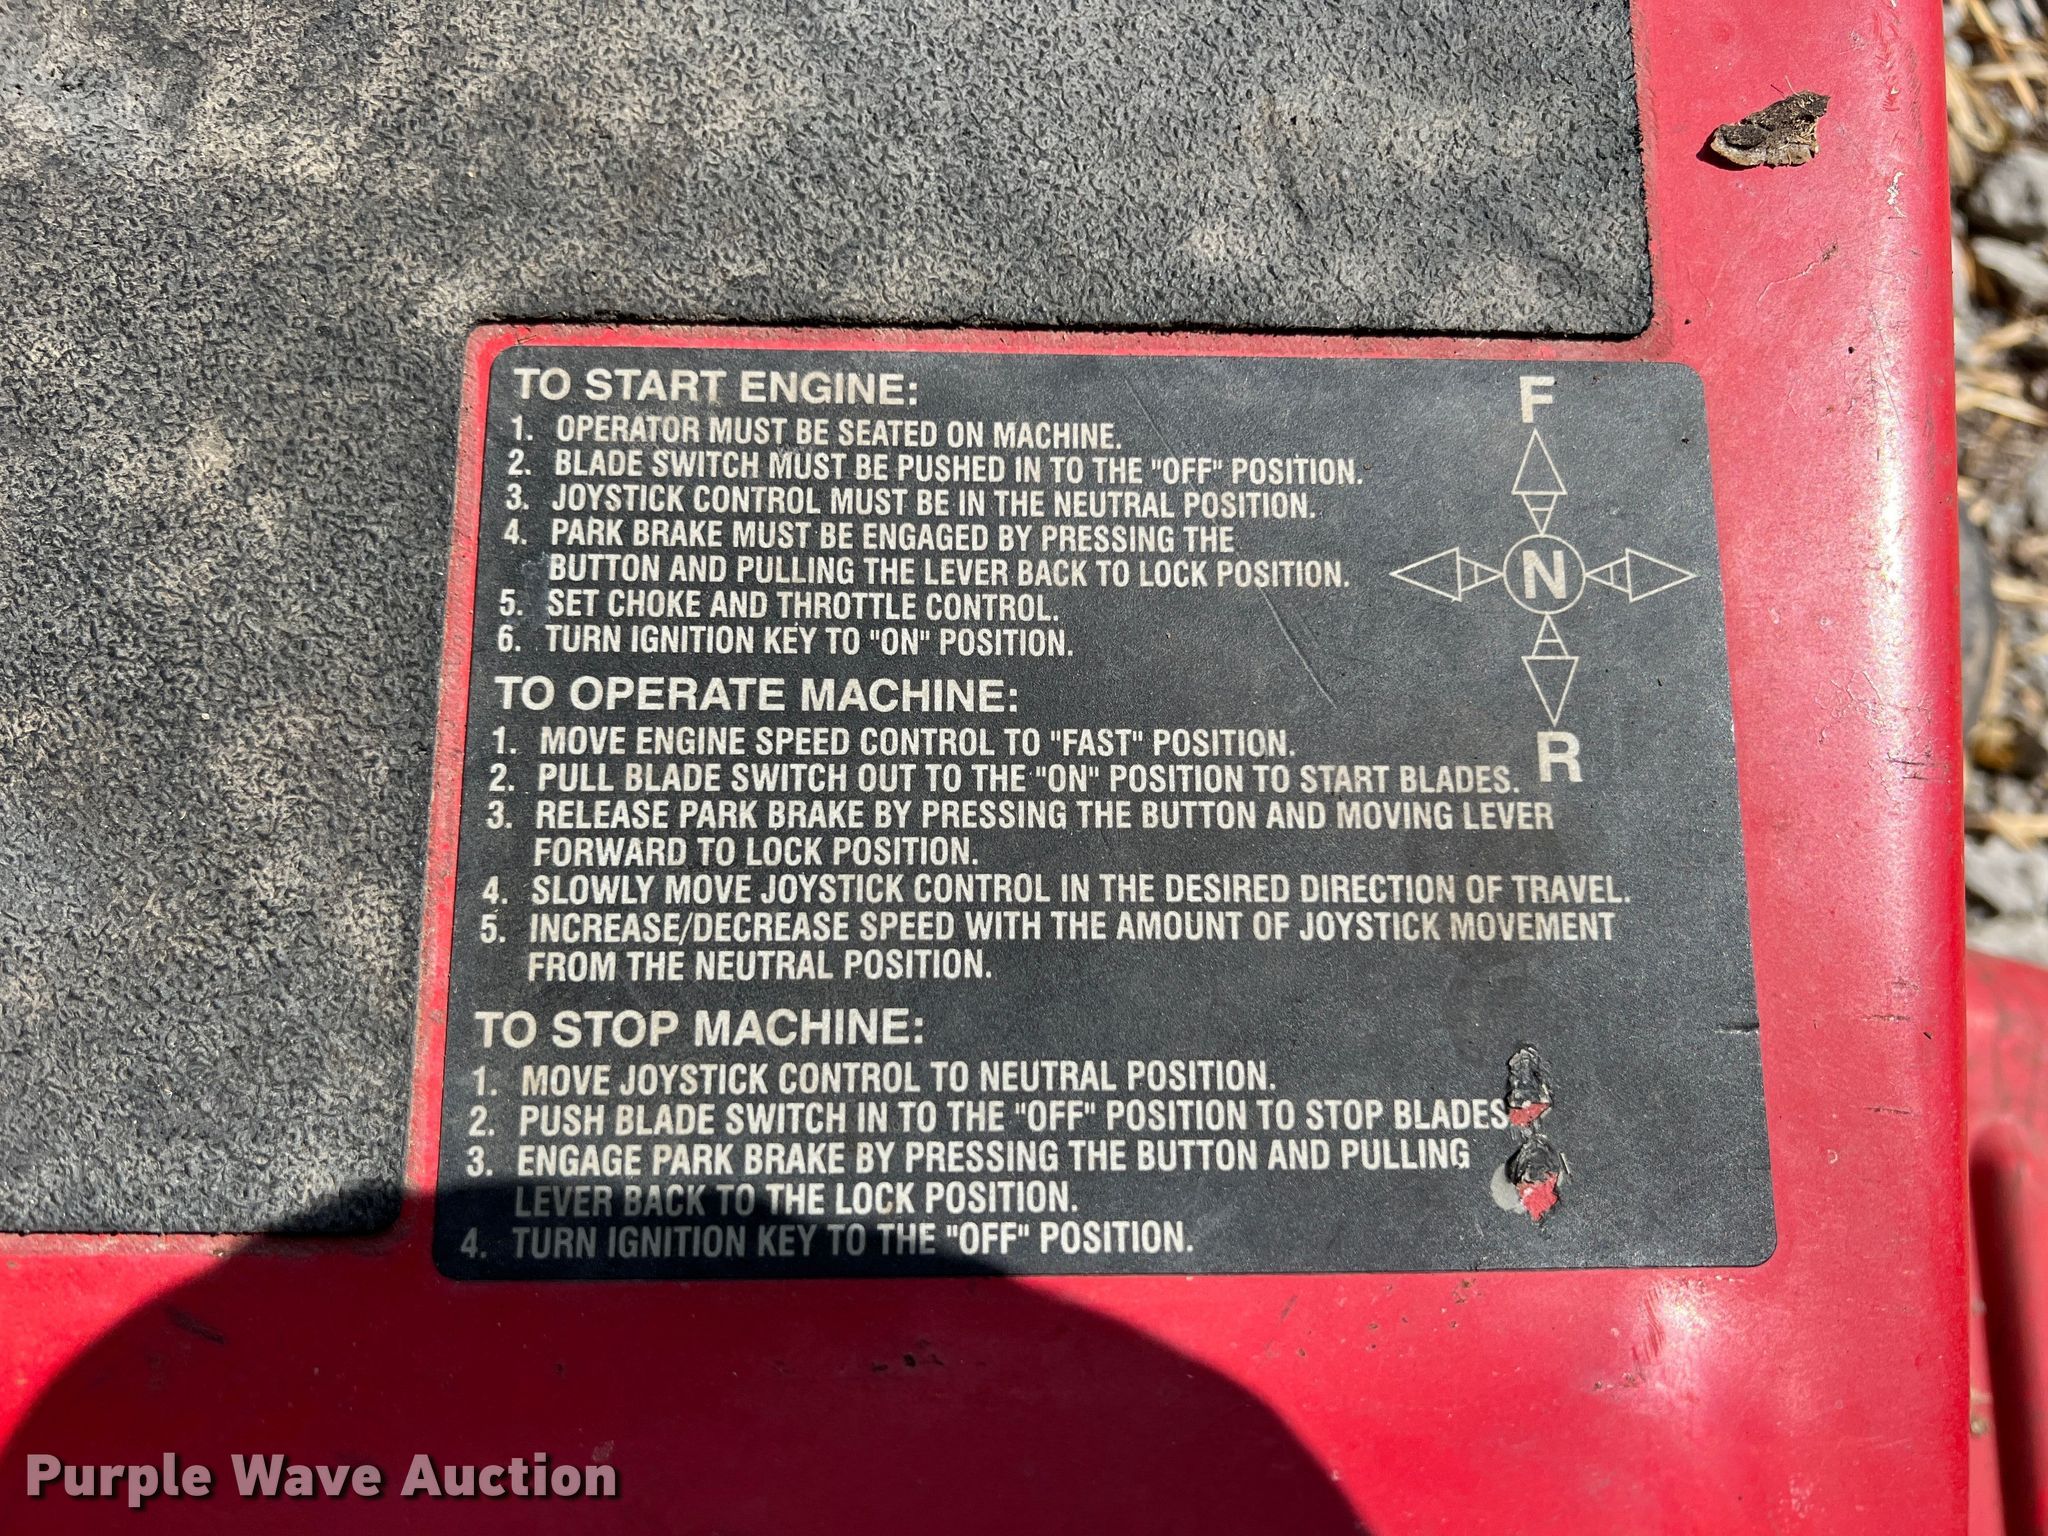 TO START ENGINE:
1. OPERATOR MUST BE SEATED ON MACHINE.
2. BLADE SWITCH MUST BE PUSHED IN TO THE "OFF" POSITION.
3. JOYSTICK CONTROL MUST BE IN THE NEUTRAL POSITION.
4. PARK BRAKE MUST BE ENGAGED BY PRESSING THE
BUTTON AND PULLING THE LEVER BACK TO LOCK POSITION.
5. SET CHOKE AND THROTTLE CONTROL.
6. TURN IGNITION KEY TO "ON" POSITION.
F
N
R
TO OPERATE MACHINE:
1. MOVE ENGINE SPEED CONTROL TO "FAST" POSITION.
2. PULL BLADE SWITCH OUT TO THE "ON" POSITION TO START BLADES.
3. RELEASE PARK BRAKE BY PRESSING THE BUTTON AND MOVING LEVER
FORWARD TO LOCK POSITION.
4. SLOWLY MOVE JOYSTICK CONTROL IN THE DESIRED DIRECTION OF TRAVEL.
5. INCREASE/DECREASE SPEED WITH THE AMOUNT OF JOYSTICK MOVEMENT
FROM THE NEUTRAL POSITION.
TO STOP MACHINE:
1. MOVE JOYSTICK CONTROL TO NEUTRAL POSITION.
2. PUSH BLADE SWITCH IN TO THE "OFF" POSITION TO STOP BLADES
3. ENGAGE PARK BRAKE BY PRESSING THE BUTTON AND PULLING
LEVER BACK TO THE LOCK POSITION.
4. TURN IGNITION KEY TO THE "OFF" POSITION.
Purple Wave Auction